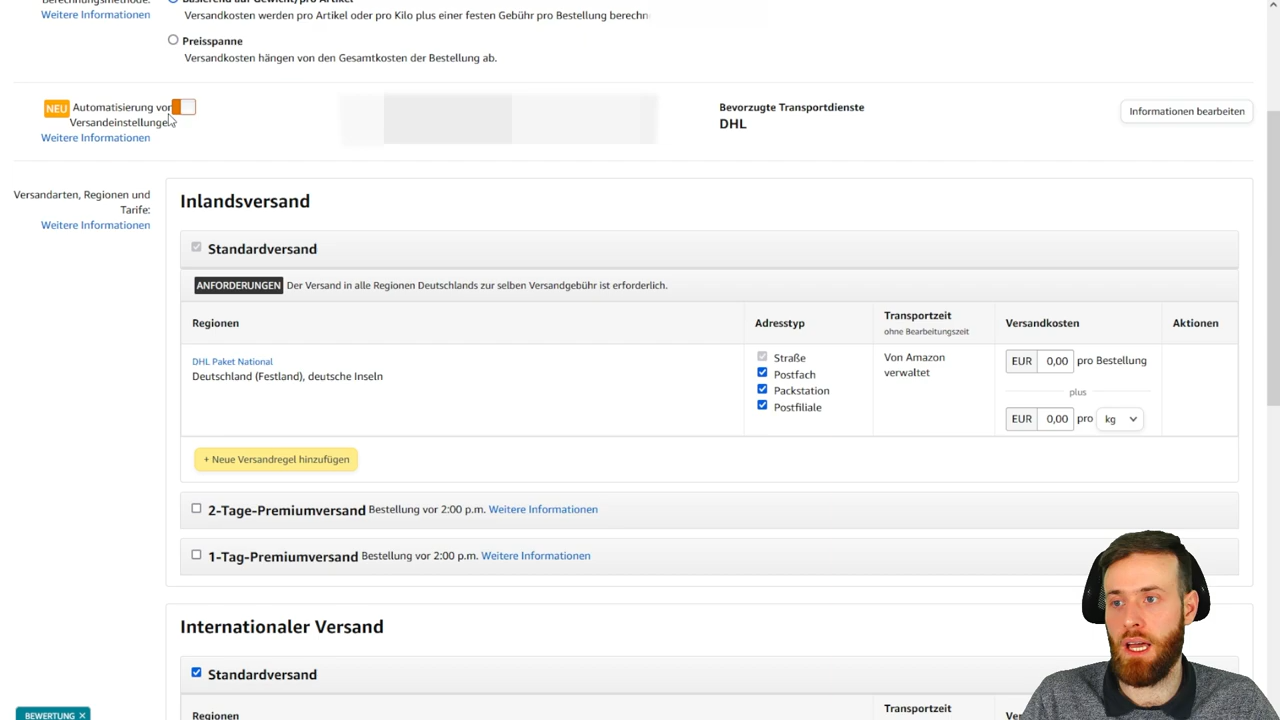 Berechnungsmethode:
Weitere Informationen
Basierend auf Gewicht/pro Artikel
Versandkosten werden pro Artikel oder pro Kilo plus einer festen Gebühr pro Bestellung berechn
Preisspanne
Versandkosten hängen von den Gesamtkosten der Bestellung ab.
NEU Automatisierung von
Versandeinstellungen
Weitere Informationen
Bevorzugte Transportdienste
DHL
Informationen bearbeiten
Versandarten, Regionen und
Tarife:
Weitere Informationen
Inlandsversand
Standardversand
ANFORDERUNGEN Der Versand in alle Regionen Deutschlands zur selben Versandgebühr ist erforderlich.
Regionen Adresstyp Transportzeit Versandkosten Aktionen
ohne Bearbeitungszeit
DHL Paket National
Deutschland (Festland), deutsche Inseln
Straße
Postfach
Packstation
Postfiliale
Von Amazon
verwaltet
EUR 0,00 pro Bestellung
plus
EUR 0,00 pro kg
+ Neue Versandregel hinzufügen
2-Tage-Premiumversand Bestellung vor 2:00 p.m. Weitere Informationen
1-Tag-Premiumversand Bestellung vor 2:00 p.m. Weitere Informationen
Internationaler Versand
Standardversand
Regionen
Transportzeit
BEWERTUNG ×